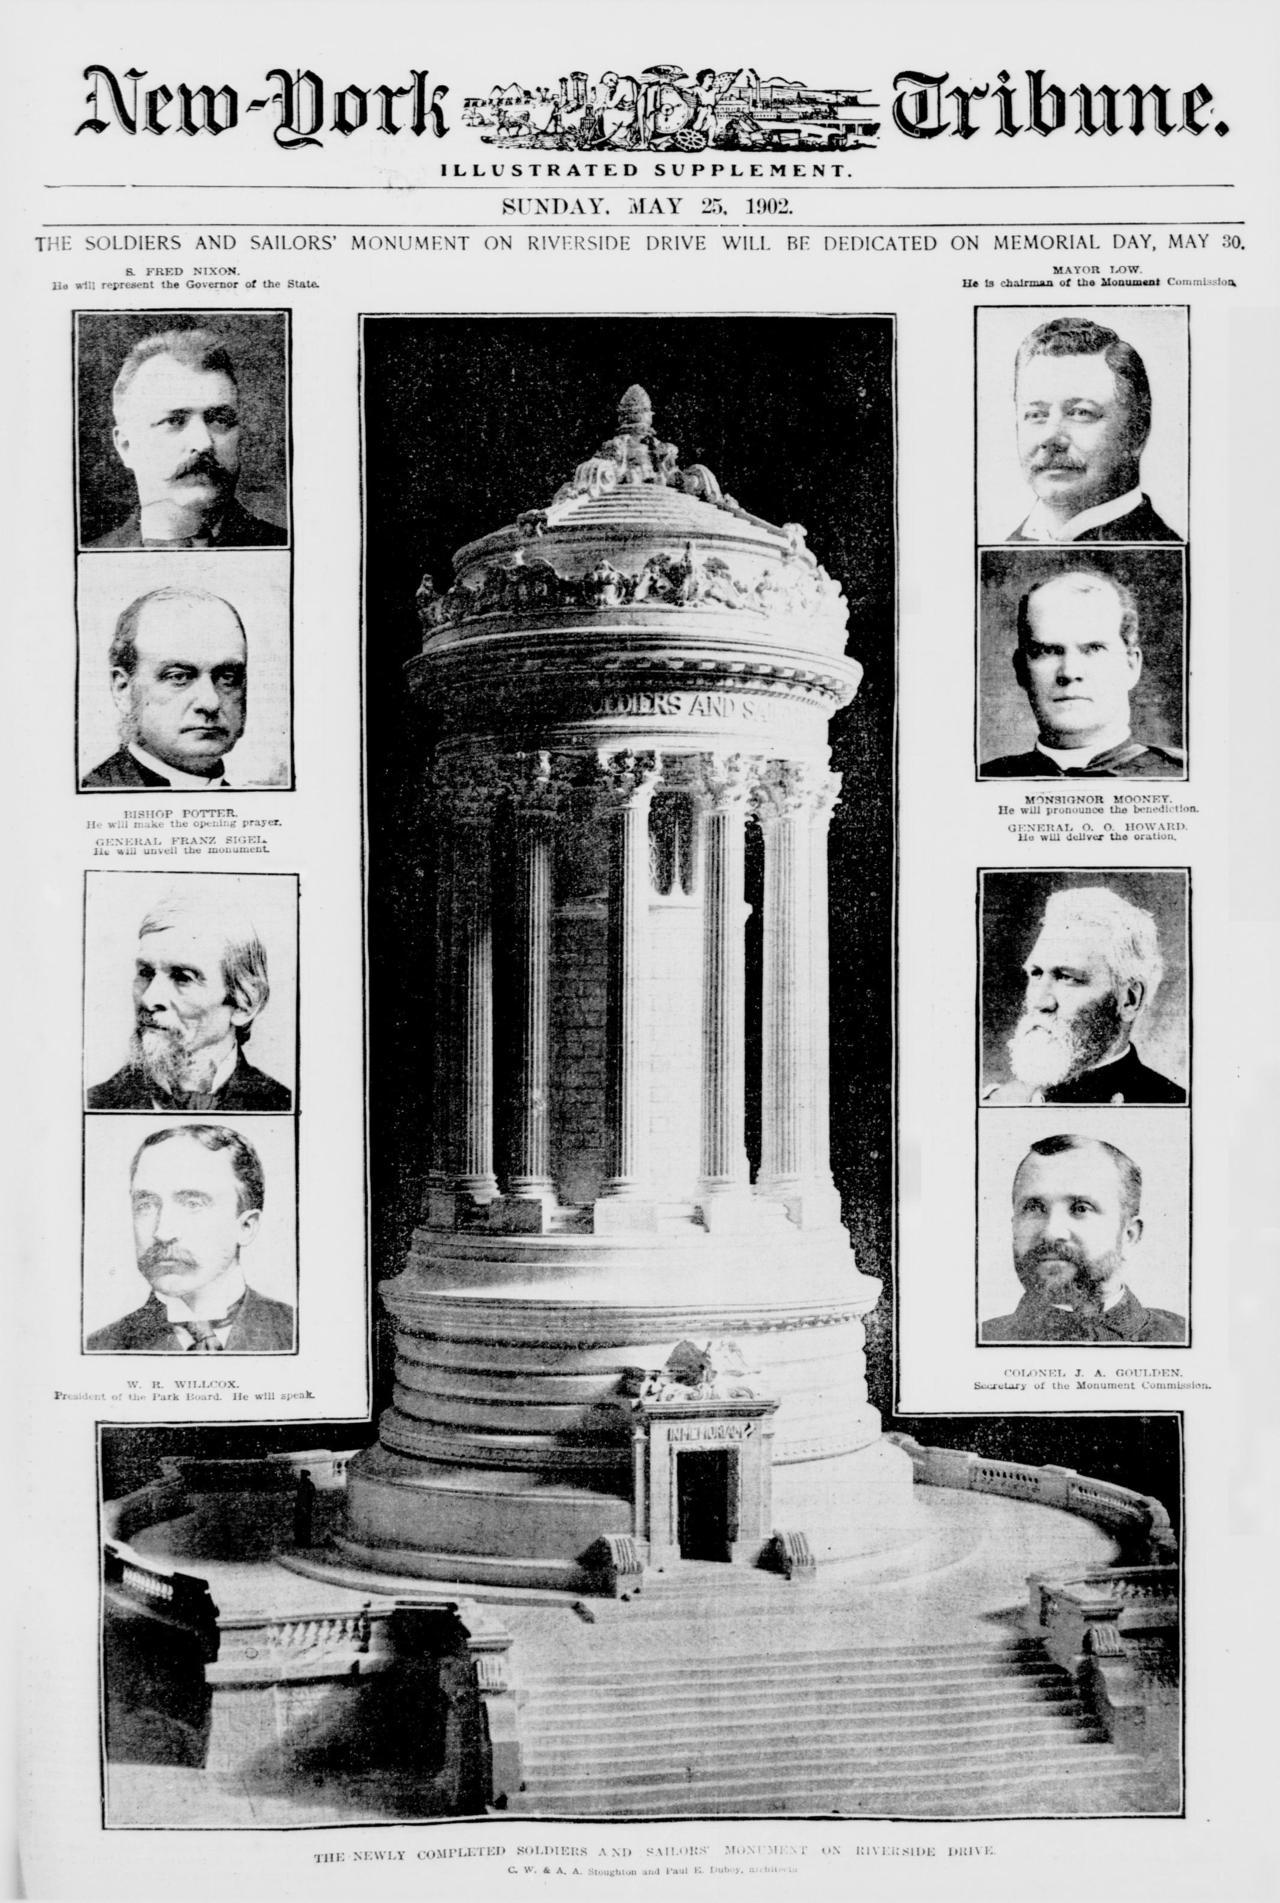 New-York Tribune.
ILLUSTRATED SUPPLEMENT.
SUNDAY, MAY 25, 1902.
THE SOLDIERS AND SAILORS' MONUMENT ON RIVERSIDE DRIVE WILL BE DEDICATED ON MEMORIAL DAY, MAY 30.
S. FRED NIXON.
He will represent the Governor of the State.
MAYOR LOW.
He is chairman of the Monument Commission.
SOLDIERS AND SA
BISHOP POTTER.
He will make the opening prayer.
GENERAL FRANZ SIGEL.
He will unveil the monument.
MONSIGNOR MOONEY.
He will pronounce the benediction.
GENERAL O. O. HOWARD.
He will deliver the oration.
W. R. WILLCOX.
President of the Park Board. He will speak.
COLONEL J. A. GOULDEN.
Secretary of the Monument Commission.
IN MEMORIAM
THE NEWLY COMPLETED SOLDIERS AND SAILORS' MONUMENT ON RIVERSIDE DRIVE.
C. W. & A. A. Stoughton and Paul E. Duboy, architects